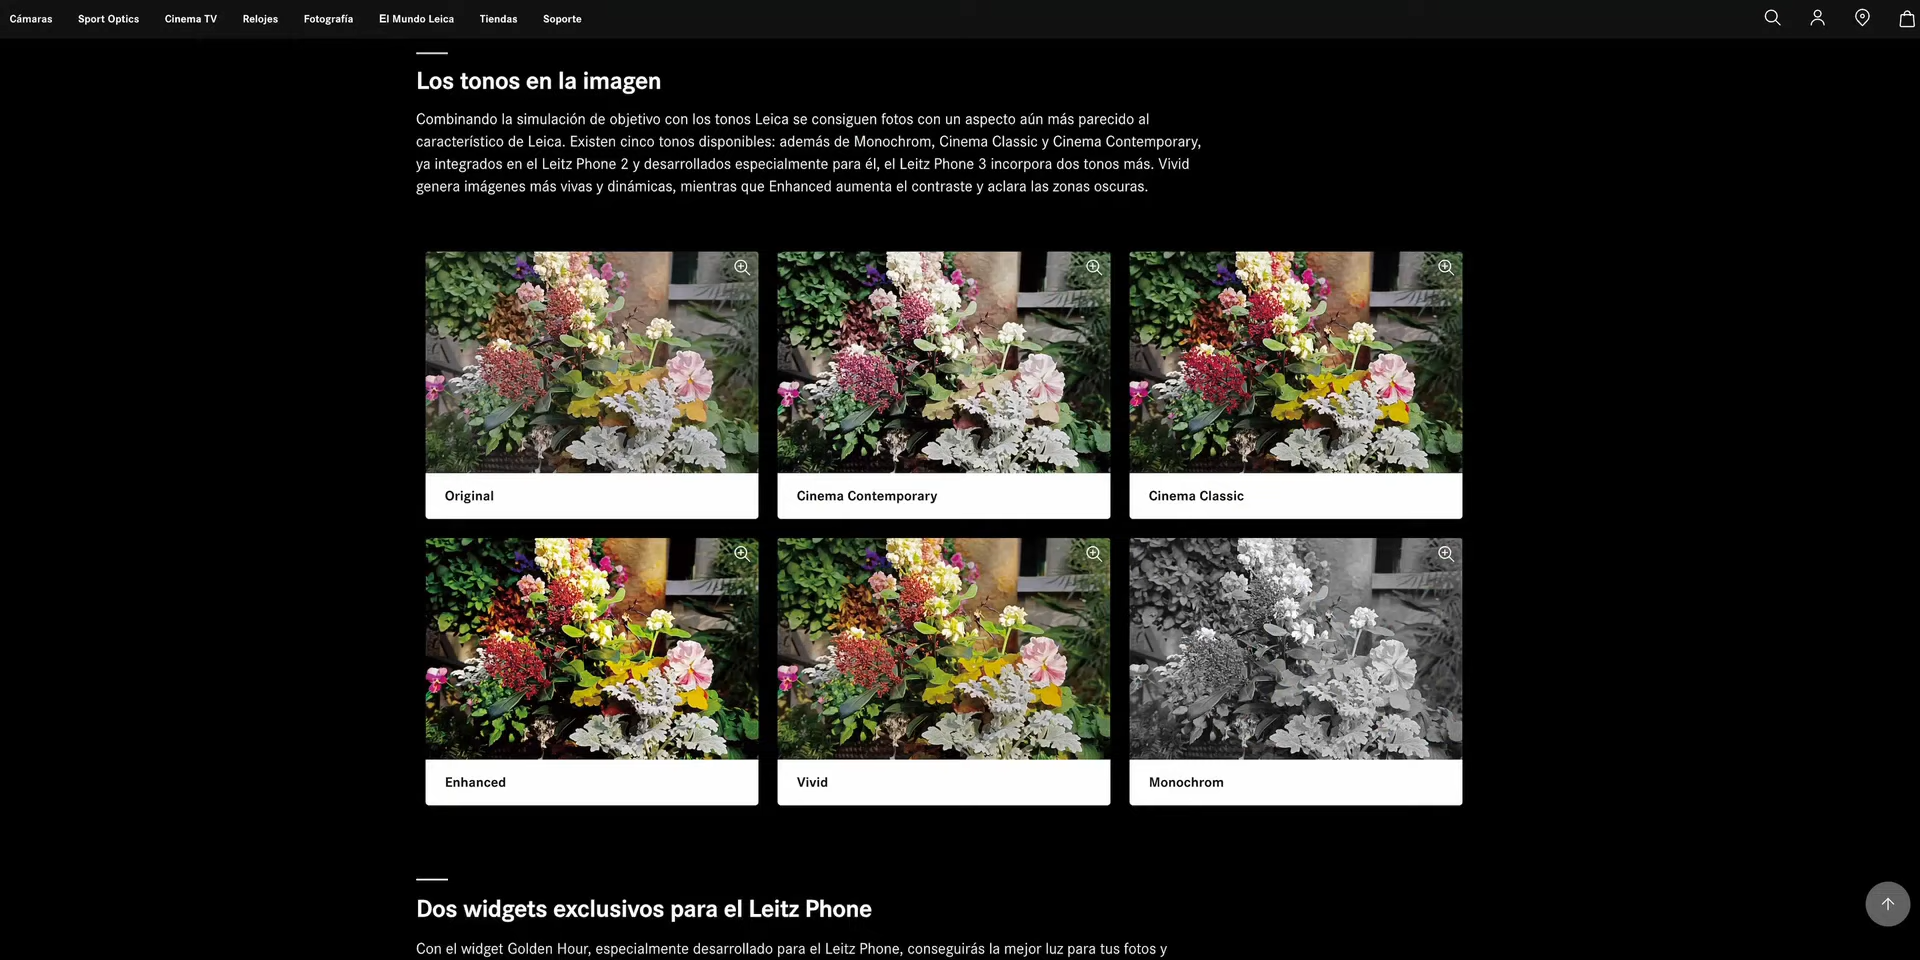 Cámaras Sport Optics Cinema TV Relojes Fotografía El Mundo Leica Tiendas Soporte
Los tonos en la imagen
Combinando la simulación de objetivo con los tonos Leica se consiguen fotos con un aspecto aún más parecido al
característico de Leica. Existen cinco tonos disponibles: además de Monochrom, Cinema Classic y Cinema Contemporary,
ya integrados en el Leitz Phone 2 y desarrollados especialmente para él, el Leitz Phone 3 incorpora dos tonos más. Vivid
genera imágenes más vivas y dinámicas, mientras que Enhanced aumenta el contraste y aclara las zonas oscuras.
Original
Cinema Contemporary
Cinema Classic
Enhanced
Vivid
Monochrom
Dos widgets exclusivos para el Leitz Phone
Con el widget Golden Hour, especialmente desarrollado para el Leitz Phone, conseguirás la mejor luz para tus fotos y